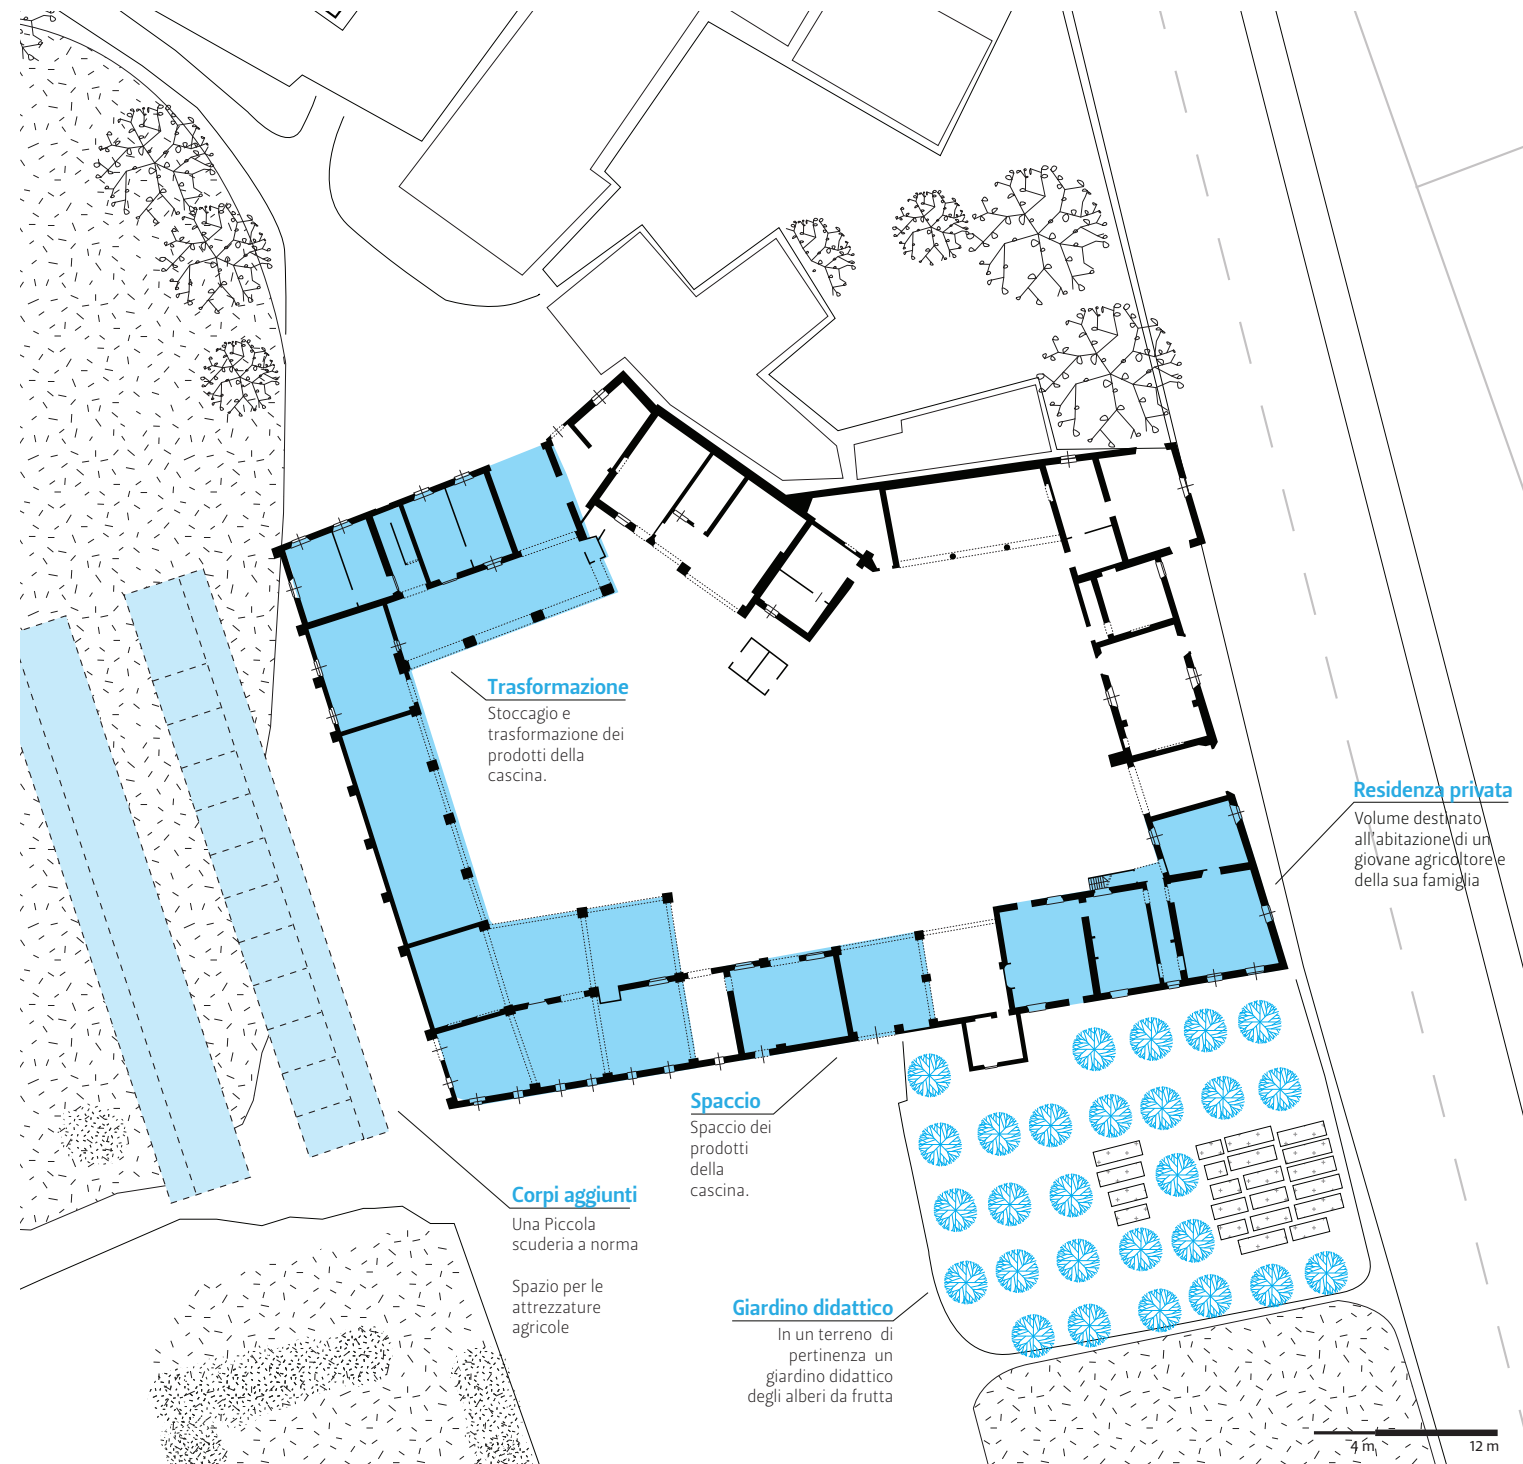 Trasformazione
Stoccagio e
trasformazione dei
prodotti della
cascina.
Residenza privata
Volume destinato
all'abitazione di un
giovane agricoltore e
della sua famiglia
Spaccio
Spaccio dei
prodotti
della
cascina.
Corpi aggiunti
Una Piccola
scuderia a norma
Spazio per le
attrezzature
agricole
Giardino didattico
In un terreno di
pertinenza un
giardino didattico
degli alberi da frutta
4 m 12 m